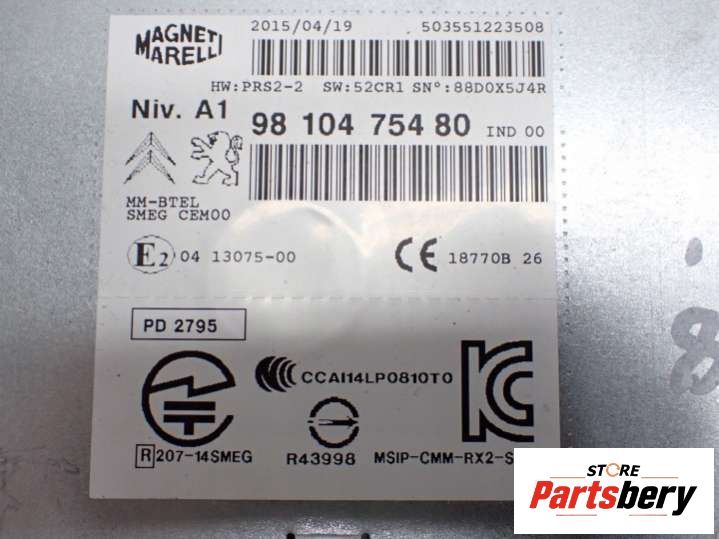 MAGNETI
MARELLI
2015/04/19 503551223508
HW:PRS2-2 SW:52CR1 SN°:88D0X5J4R
Niv. A1 98 104 754 80 IND 00
MM-BTEL
SMEG CEM00
E2 04 13075-00 CE 18770B 26
PD 2795
CCAI14LP0810T0
R 207-14SMEG R43998 MSIP-CMM-RX2-S
8
STORE
Partsbery